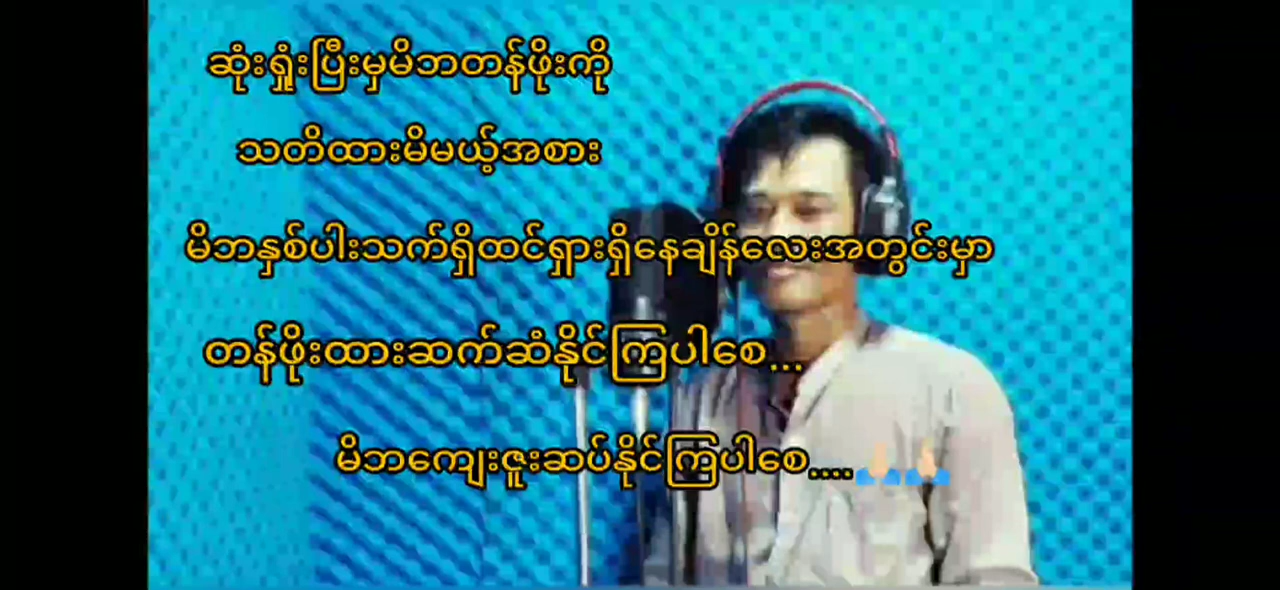 ဆုံးရှုံးပြီးမှမိဘတန်ဖိုးကို
သတိထားမိမယ့်အစား
မိဘနှစ်ပါးသက်ရှိထင်ရှားရှိနေချိန်လေးအတွင်းမှာ
တန်ဖိုးထားဆက်ဆံနိုင်ကြပါစေ...
မိဘကျေးဇူးဆပ်နိုင်ကြပါစေ....🙏🙏